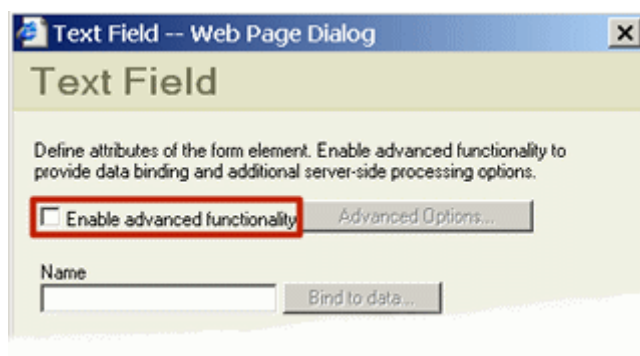 Text Field -- Web Page Dialog
Text Field
Define attributes of the form element. Enable advanced functionality to
provide data binding and additional server-side processing options.
Enable advanced functionality Advanced Options...
Name
Bind to data...